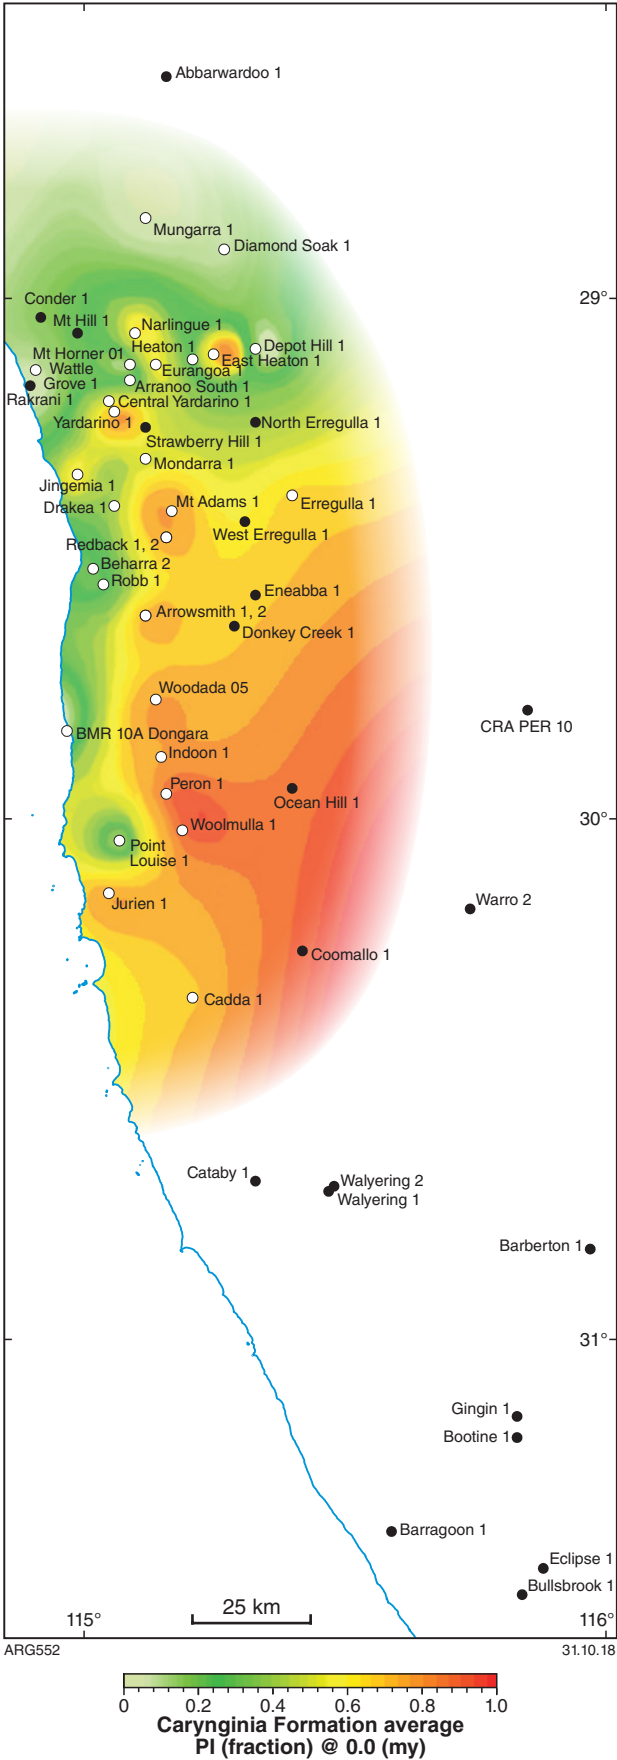 Abbarwardoo 1
Mungarra 1
Diamond Soak 1
29°
Conder 1
Mt Hill 1
Narlingue 1
Mt Horner 01
Heaton 1
Depot Hill 1
East Heaton 1
Wattle
Grove 1
Eurangoa 1
Arranoo South 1
Rakrani 1
Central Yardarino 1
Yardarino 1
North Erregulla 1
Strawberry Hill 1
Mondarra 1
Jingemia 1
Drakea 1
Mt Adams 1
Erregulla 1
West Erregulla 1
Redback 1, 2
Beharra 2
Robb 1
Eneabba 1
Arrowsmith 1, 2
Donkey Creek 1
Woodada 05
CRA PER 10
BMR 10A Dongara
Indoon 1
Peron 1
Ocean Hill 1
30°
Woolmulla 1
Point
Louise 1
Jurien 1
Warro 2
Coomallo 1
Cadda 1
Cataby 1
Walyering 2
Walyering 1
Barberton 1
31°
Gingin 1
Bootine 1
Barragoon 1
Eclipse 1
Bullsbrook 1
25 km
115°
116°
ARG552
31.10.18
0 0.2 0.4 0.6 0.8 1.0
Carynginia Formation average
PI (fraction) @ 0.0 (my)